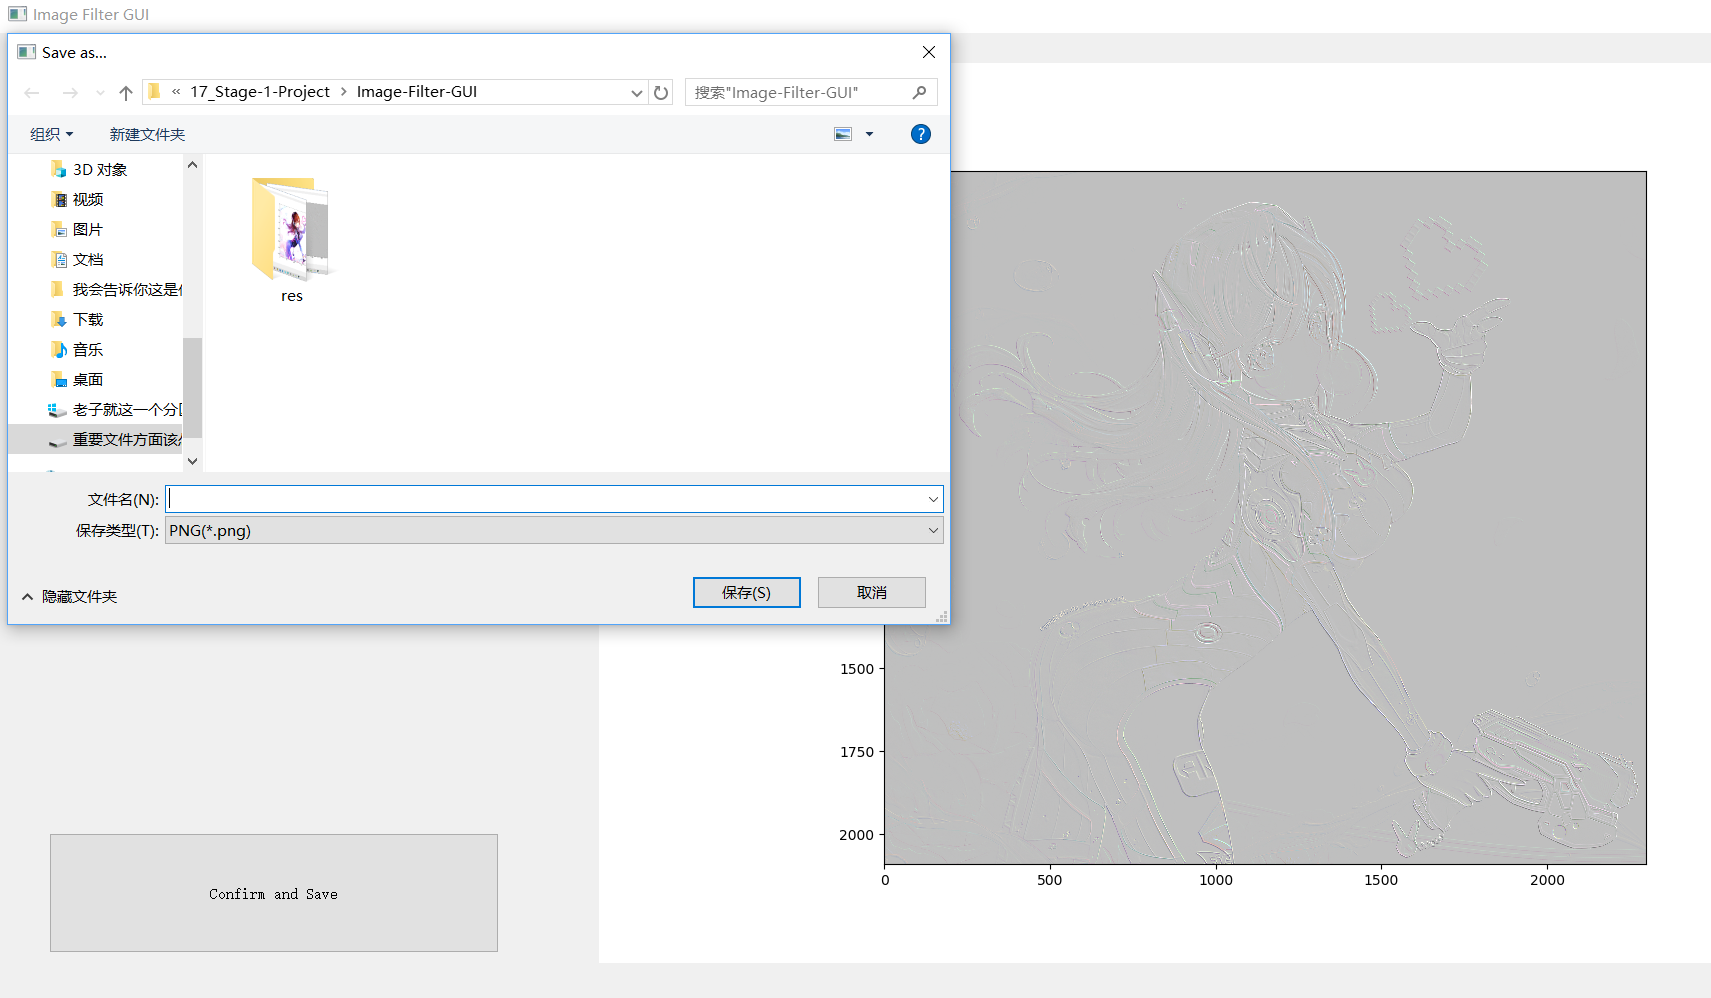 Image Filter GUI
Save as...
« 17_Stage-1-Project › Image-Filter-GUI
搜索"Image-Filter-GUI"
组织
新建文件夹
?
3D 对象
视频
图片
文档
我会告诉你这是
下载
音乐
桌面
老子就这一个分
重要文件方面该
res
文件名(N):
保存类型(T): PNG(*.png)
隐藏文件夹
保存(S)
取消
1500
1750
2000
0 500 1000 1500 2000
Confirm and Save